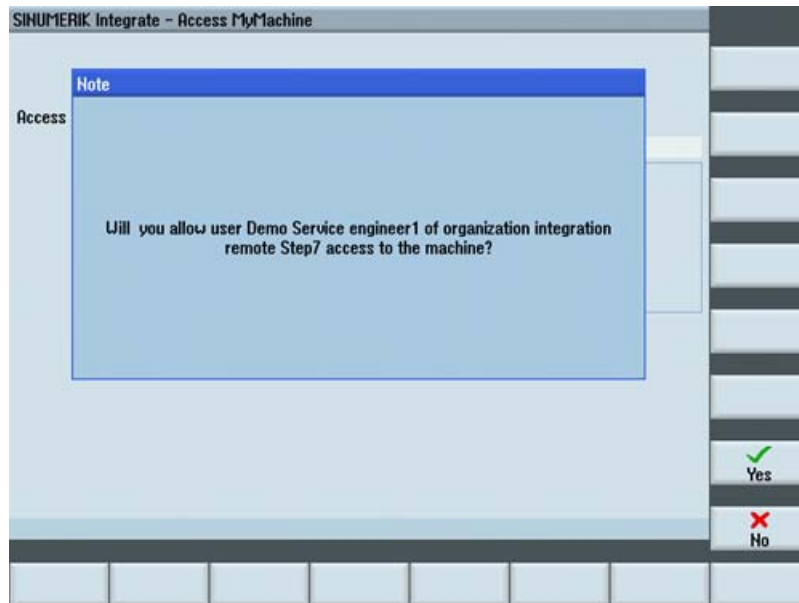 SINUMERIK Integrate - Access MyMachine
Note
Access
Will you allow user Demo Service engineer1 of organization integration
remote Step7 access to the machine?
Yes
No